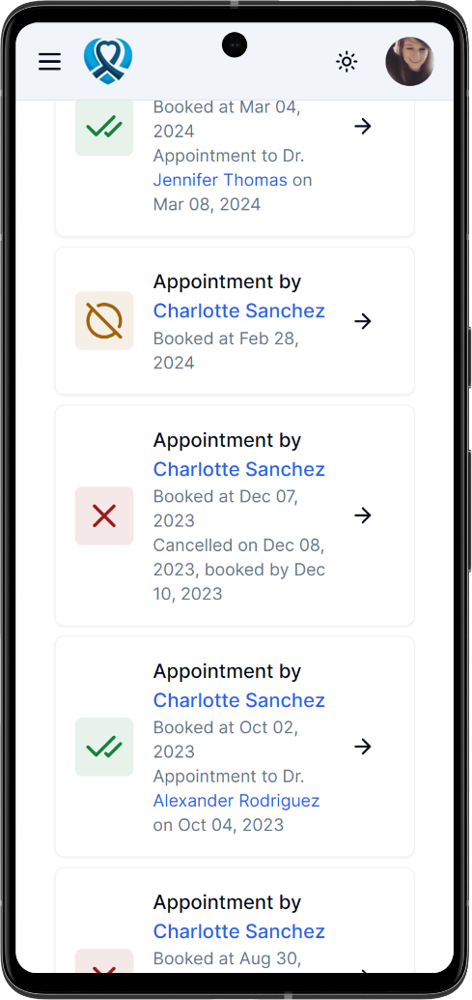 Booked at Mar 04,
2024
Appointment to Dr.
Jennifer Thomas on
Mar 08, 2024
Appointment by
Charlotte Sanchez
Booked at Feb 28,
2024
Appointment by
Charlotte Sanchez
Booked at Dec 07,
2023
Cancelled on Dec 08,
2023, booked by Dec
10, 2023
Appointment by
Charlotte Sanchez
Booked at Oct 02,
2023
Appointment to Dr.
Alexander Rodriguez
on Oct 04, 2023
Appointment by
Charlotte Sanchez
Booked at Aug 30,